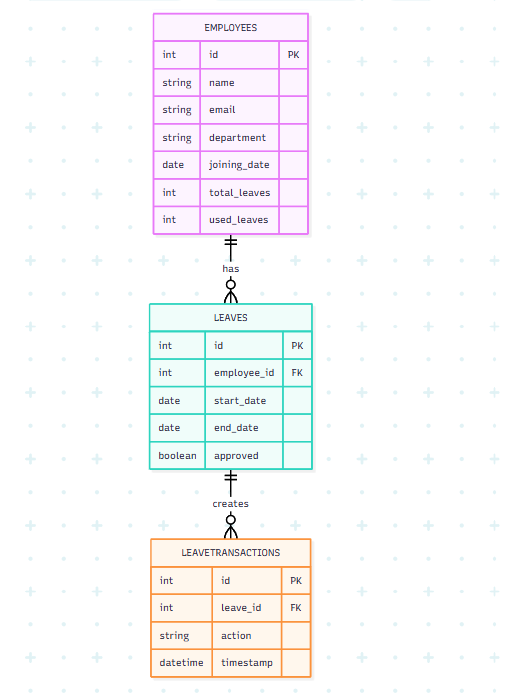 EMPLOYEES
int id PK
string name
string email
string department
date joining_date
int total_leaves
int used_leaves
has
LEAVES
int id PK
int employee_id FK
date start_date
date end_date
boolean approved
creates
LEAVETRANSACTIONS
int id PK
int leave_id FK
string action
datetime timestamp